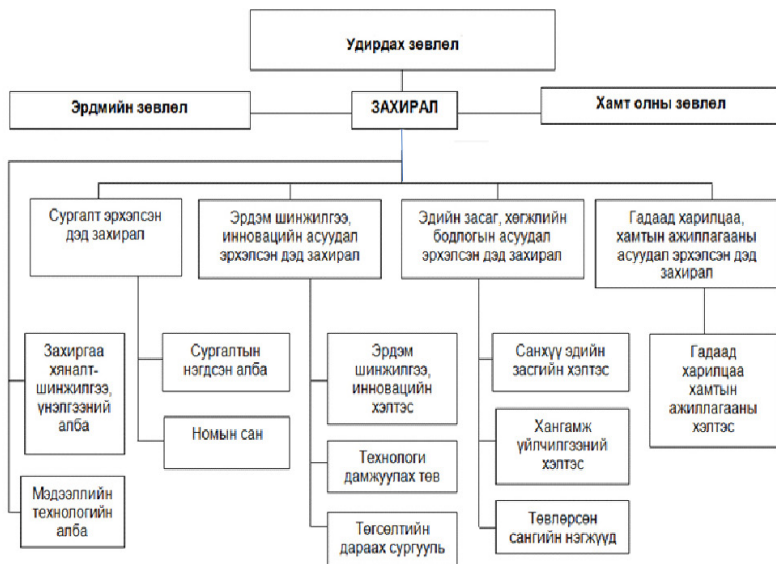 Удирдах зөвлөл
Эрдмийн зөвлөл
ЗАХИРАЛ
Хамт олны зөвлөл
Сургалт эрхэлсэн
дэд захирал
Эрдэм шинжилгээ,
инновацийн асуудал
эрхэлсэн дэд захирал
Эдийн засаг, хөгжлийн
бодлогын асуудал
эрхэлсэн дэд захирал
Гадаад харилцаа,
хамтын ажиллагааны
асуудал эрхэлсэн дэд
захирал
Захиргаа
хяналт-
шинжилгээ,
үнэлгээний
алба
Сургалтын
нэгдсэн алба
Эрдэм
шинжилгээ,
инновацийн
хэлтэс
Санхүү эдийн
засгийн хэлтэс
Гадаад
харилцаа
хамтын
ажиллагааны
хэлтэс
Номын сан
Хангамж
үйлчилгээний
хэлтэс
Мэдээллийн
технологийн
алба
Технологи
дамжуулах төв
Төгсөлтийн
дараах сургууль
Төвлөрсөн
сангийн нэгжүүд